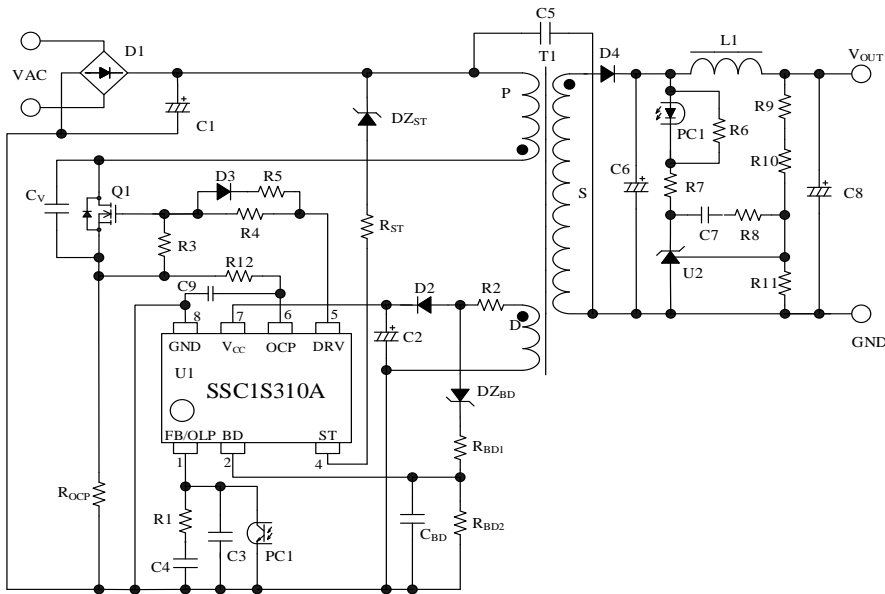 C5
D1
T1
D4
L1
VOUT
VAC
P
R9
DZST
C1
PC1
R6
R10
Q1
D3
R5
C6
R7
C8
CV
S
R4
RST
R3
C7
R8
R12
U2
C9
D2
R2
R11
8
7
6
5
C2
D
GND
GND
VCC
OCP
DRV
U1
SSC1S310A
DZBD
FB/OLP
BD
ST
RBD1
1
2
4
ROCP
R1
CBD
RBD2
C3
PC1
C4